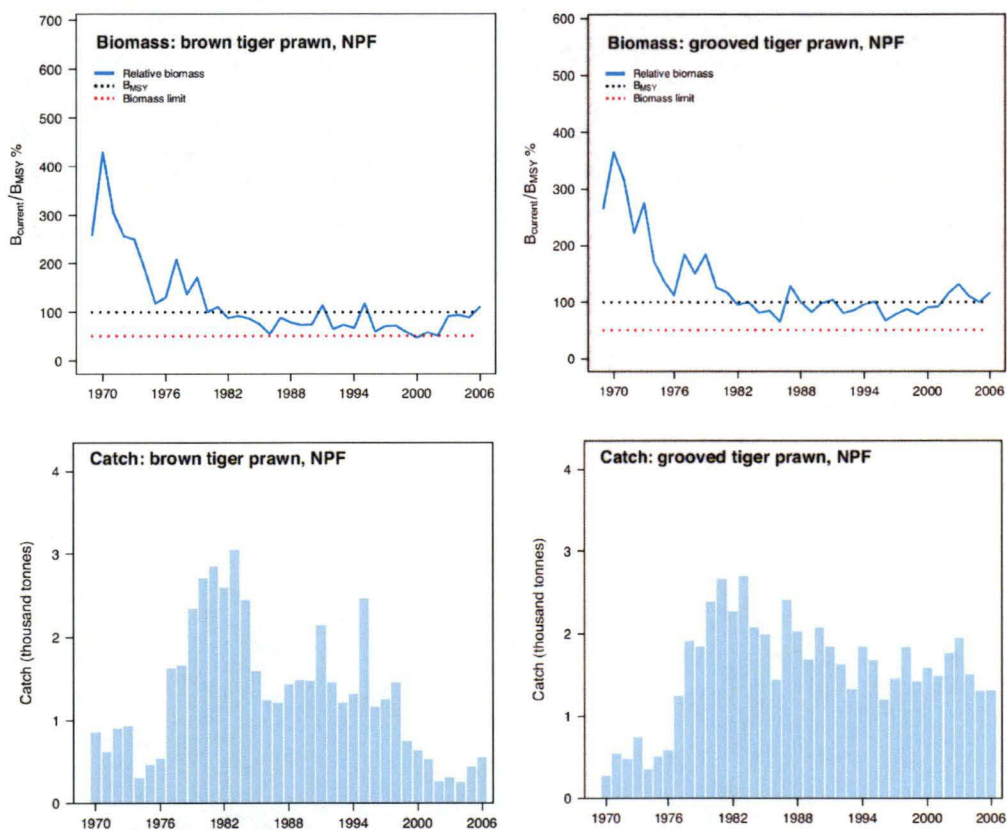 Biomass: brown tiger prawn, NPF
Relative biomass
BMSY
Biomass limit
Bcurrent/BMSY %
700
600
500
400
300
200
100
0
1970 1976 1982 1988 1994 2000 2006
Biomass: grooved tiger prawn, NPF
Relative biomass
BMSY
Biomass limit
Bcurrent/BMSY %
600
500
400
300
200
100
0
1970 1976 1982 1988 1994 2000 2006
Catch: brown tiger prawn, NPF
Catch (thousand tonnes)
4
3
2
1
0
1970 1976 1982 1988 1994 2000 2006
Catch: grooved tiger prawn, NPF
Catch (thousand tonnes)
4
3
2
1
0
1970 1976 1982 1988 1994 2000 2006